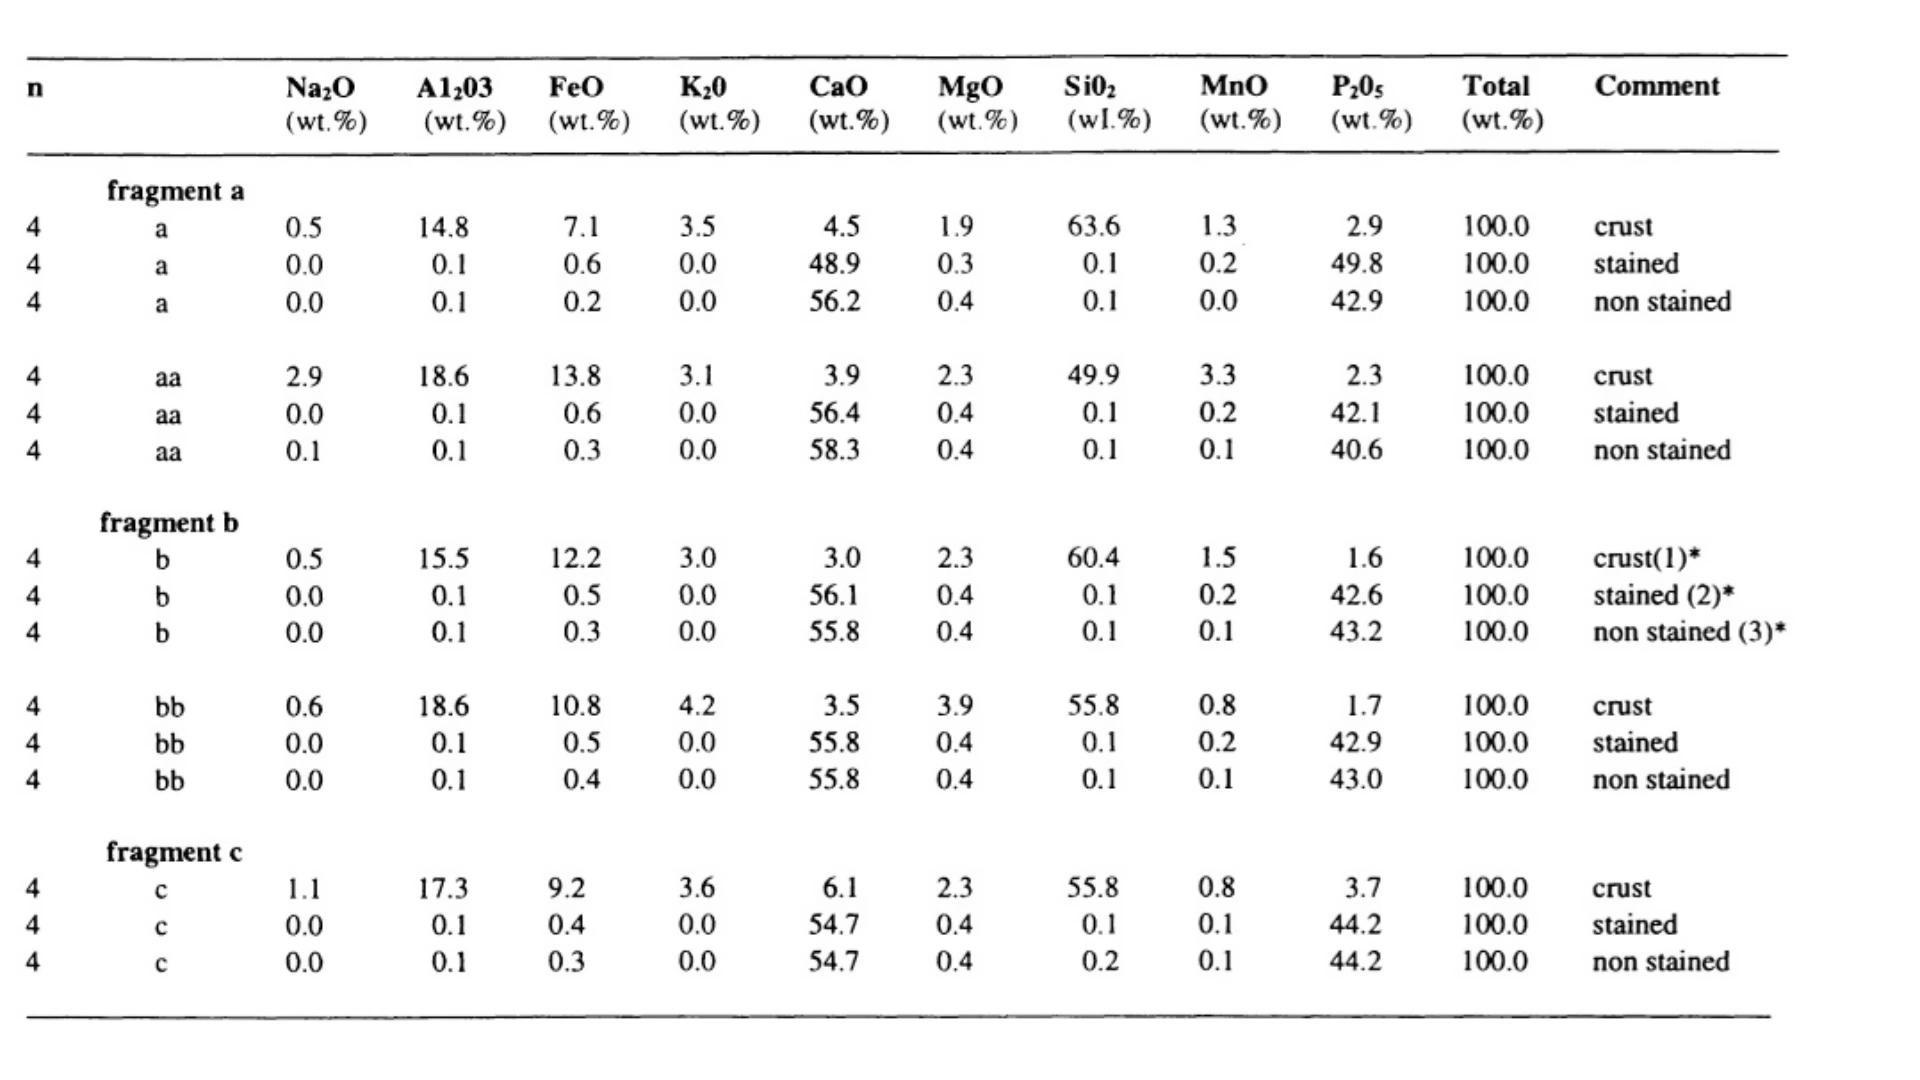 n Na₂O Al₂03 FeO K₂0 CaO MgO Si0₂ MnO P₂0₅ Total Comment
(wt.%) (wt.%) (wt.%) (wt.%) (wt.%) (wt.%) (wI.%) (wt.%) (wt.%) (wt.%)
fragment a
4 a 0.5 14.8 7.1 3.5 4.5 1.9 63.6 1.3 2.9 100.0 crust
4 a 0.0 0.1 0.6 0.0 48.9 0.3 0.1 0.2 49.8 100.0 stained
4 a 0.0 0.1 0.2 0.0 56.2 0.4 0.1 0.0 42.9 100.0 non stained
4 aa 2.9 18.6 13.8 3.1 3.9 2.3 49.9 3.3 2.3 100.0 crust
4 aa 0.0 0.1 0.6 0.0 56.4 0.4 0.1 0.2 42.1 100.0 stained
4 aa 0.1 0.1 0.3 0.0 58.3 0.4 0.1 0.1 40.6 100.0 non stained
fragment b
4 b 0.5 15.5 12.2 3.0 3.0 2.3 60.4 1.5 1.6 100.0 crust(1)*
4 b 0.0 0.1 0.5 0.0 56.1 0.4 0.1 0.2 42.6 100.0 stained (2)*
4 b 0.0 0.1 0.3 0.0 55.8 0.4 0.1 0.1 43.2 100.0 non stained (3)*
4 bb 0.6 18.6 10.8 4.2 3.5 3.9 55.8 0.8 1.7 100.0 crust
4 bb 0.0 0.1 0.5 0.0 55.8 0.4 0.1 0.2 42.9 100.0 stained
4 bb 0.0 0.1 0.4 0.0 55.8 0.4 0.1 0.1 43.0 100.0 non stained
fragment c
4 c 1.1 17.3 9.2 3.6 6.1 2.3 55.8 0.8 3.7 100.0 crust
4 c 0.0 0.1 0.4 0.0 54.7 0.4 0.1 0.1 44.2 100.0 stained
4 c 0.0 0.1 0.3 0.0 54.7 0.4 0.2 0.1 44.2 100.0 non stained